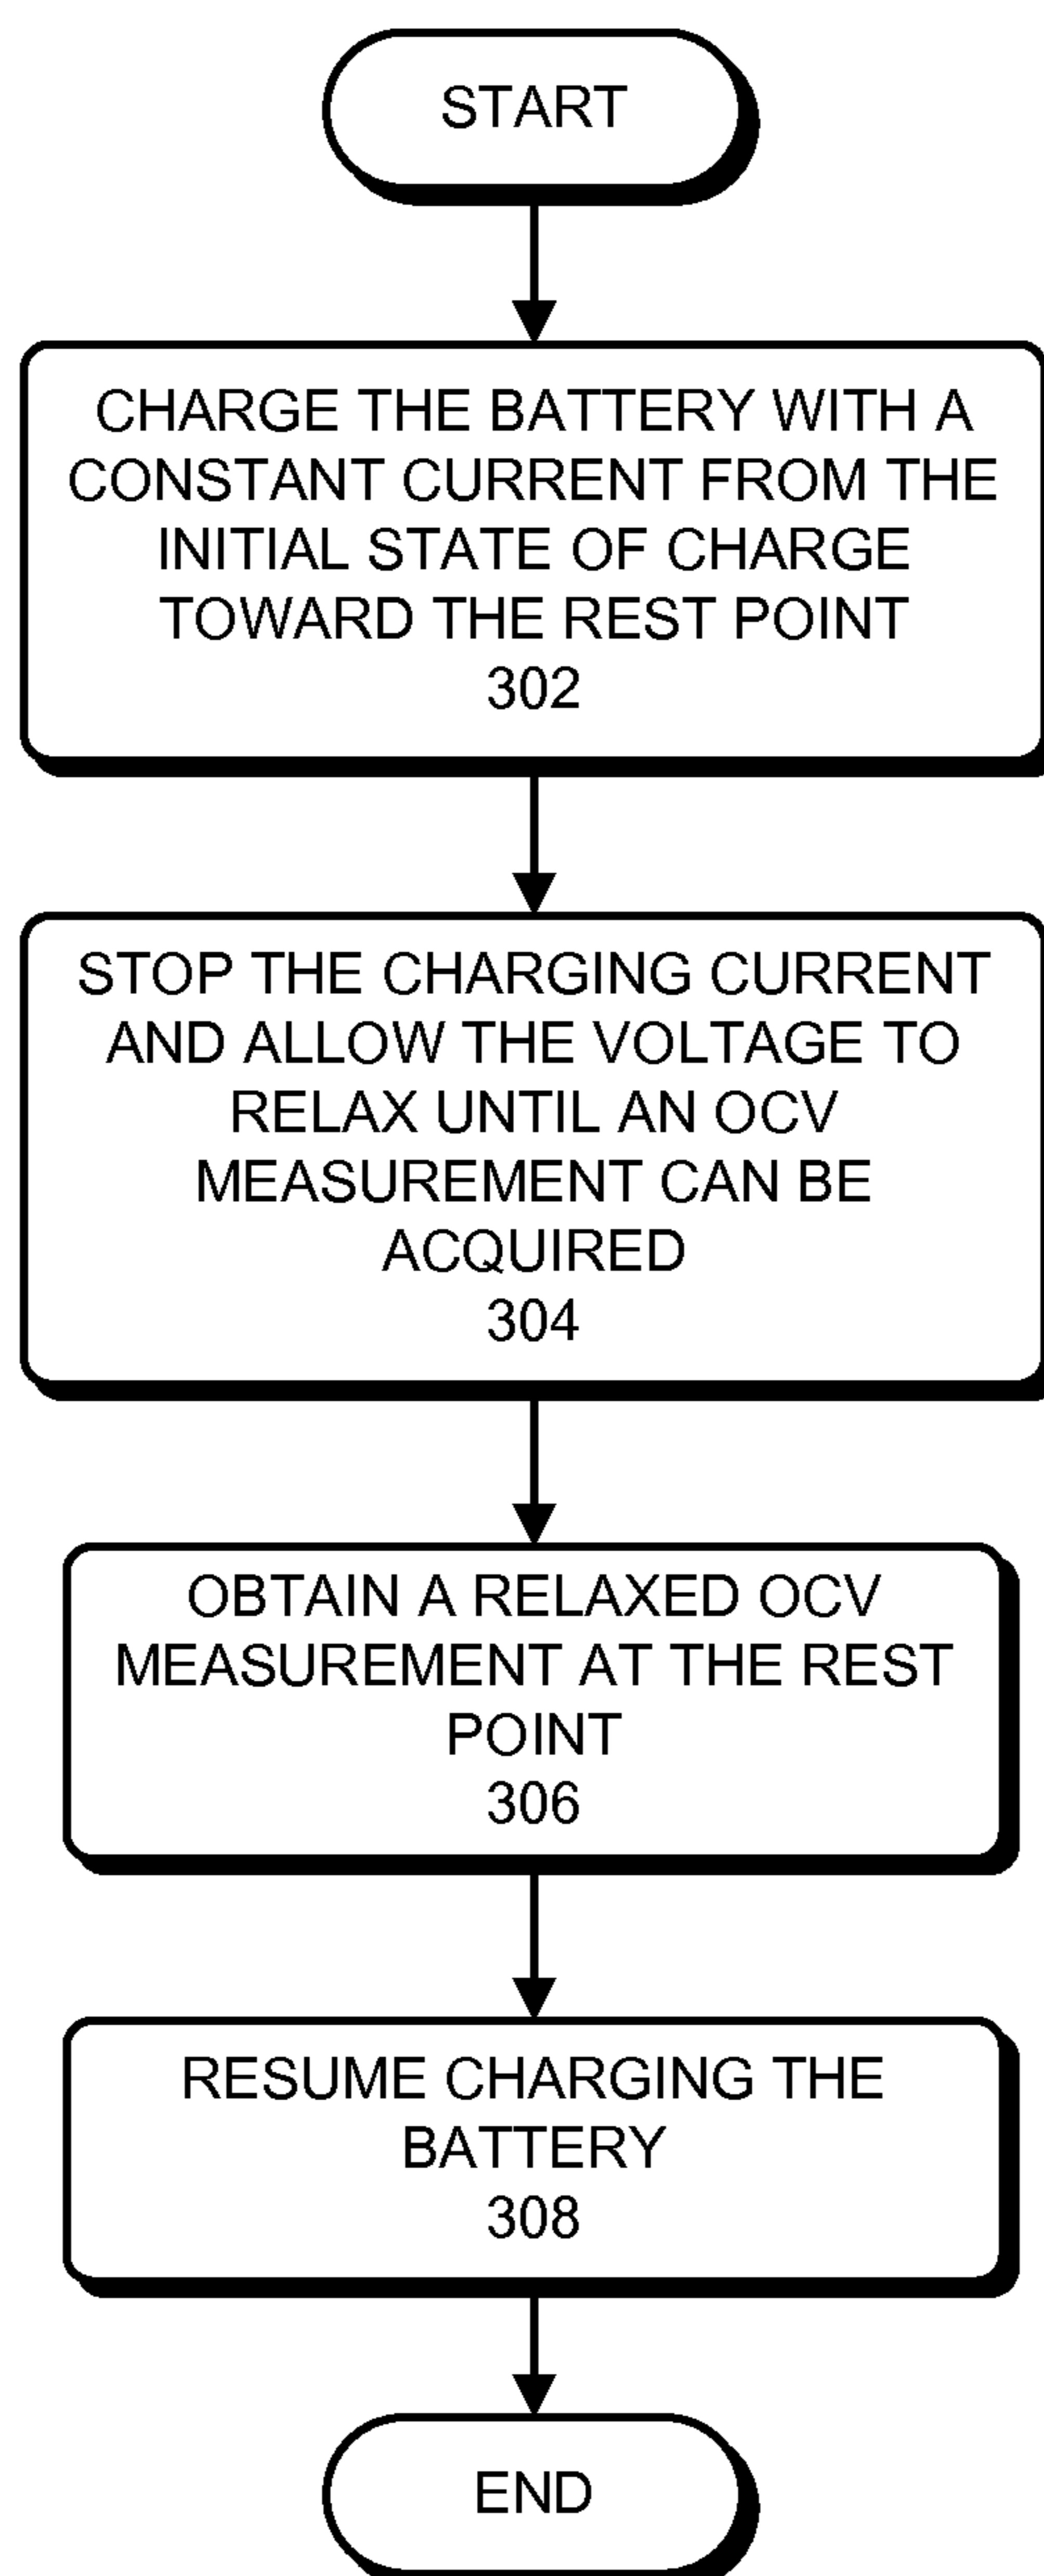 START
CHARGE THE BATTERY WITH A
CONSTANT CURRENT FROM THE
INITIAL STATE OF CHARGE
TOWARD THE REST POINT
302
STOP THE CHARGING CURRENT
AND ALLOW THE VOLTAGE TO
RELAX UNTIL AN OCV
MEASUREMENT CAN BE
ACQUIRED
304
OBTAIN A RELAXED OCV
MEASUREMENT AT THE REST
POINT
306
RESUME CHARGING THE
BATTERY
308
END